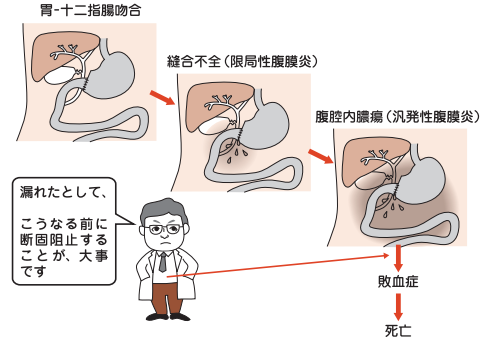 胃-十二指腸吻合
縫合不全（限局性腹膜炎）
腹腔内膿瘍（汎発性腹膜炎）
漏れたとして、
こうなる前に
断固阻止する
ことが、大事
です
敗血症
死亡